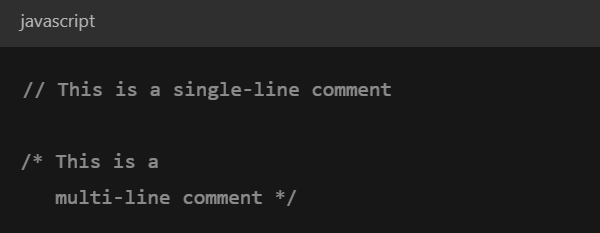 javascript
// This is a single-line comment
/* This is a
multi-line comment */